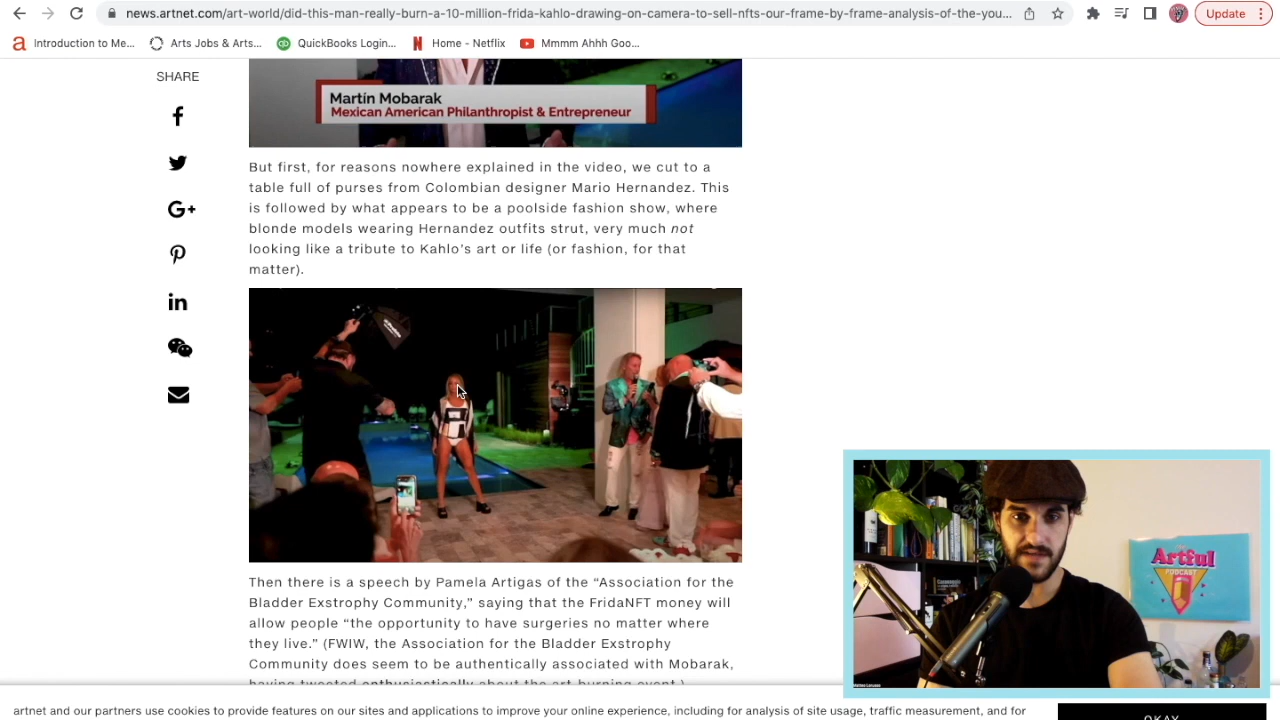 news.artnet.com/art-world/did-this-man-really-burn-a-10-million-frida-kahlo-drawing-on-camera-to-sell-nfts-our-frame-by-frame-analysis-of-the-you...
Update
Introduction to Me...
Arts Jobs & Arts...
QuickBooks Login...
Home - Netflix
Mmmm Ahhh Goo...
SHARE
Martín Mobarak
Mexican American Philanthropist & Entrepreneur
But first, for reasons nowhere explained in the video, we cut to a
table full of purses from Colombian designer Mario Hernandez. This
is followed by what appears to be a poolside fashion show, where
blonde models wearing Hernandez outfits strut, very much not
looking like a tribute to Kahlo's art or life (or fashion, for that
matter).
Then there is a speech by Pamela Artigas of the “Association for the
Bladder Exstrophy Community,” saying that the FridaNFT money will
allow people “the opportunity to have surgeries no matter where
they live.” (FWIW, the Association for the Bladder Exstrophy
Community does seem to be authentically associated with Mobarak,
having tweeted enthusiastically about the art-burning event.)
Artful
PODCAST
artnet and our partners use cookies to provide features on our sites and applications to improve your online experience, including for analysis of site usage, traffic measurement, and for
OKAY